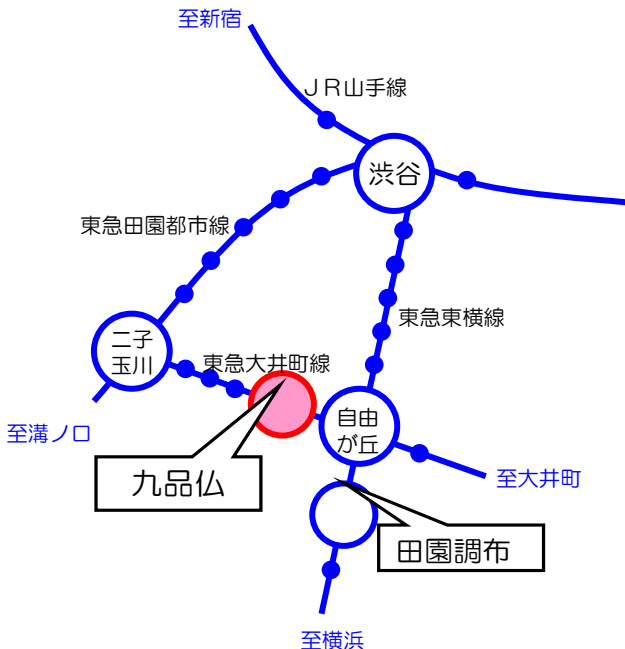 至新宿
JR山手線
渋谷
東急田園都市線
東急東横線
二子
玉川
東急大井町線
自由
が丘
至溝ノ口
九品仏
至大井町
田園調布
至横浜